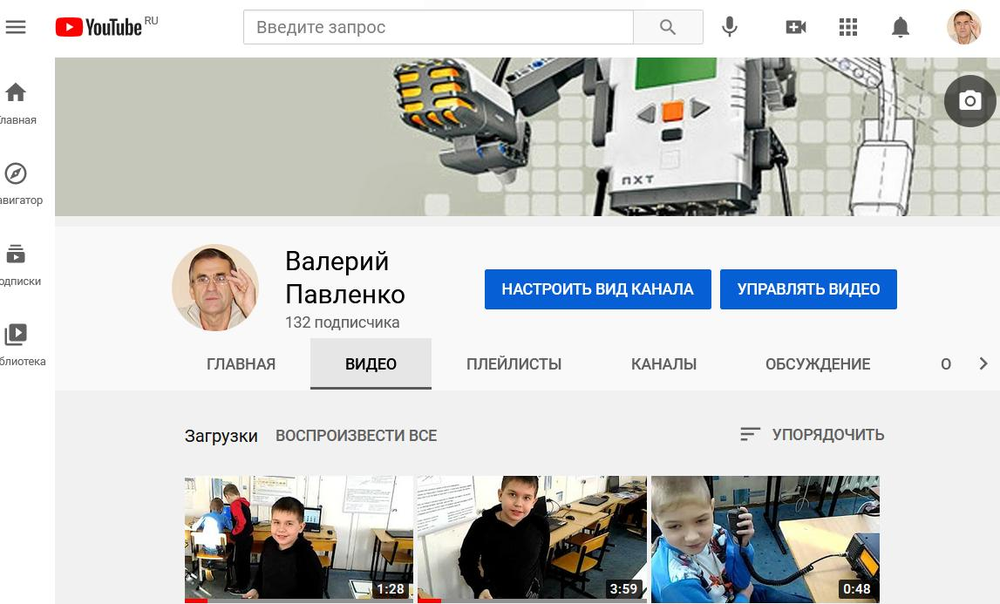 YouTube RU
Введите запрос
лавная
авигатор
одписки
блиотека
NXT
Валерий
Павленко
132 подписчика
НАСТРОИТЬ ВИД КАНАЛА
УПРАВЛЯТЬ ВИДЕО
ГЛАВНАЯ
ВИДЕО
ПЛЕЙЛИСТЫ
КАНАЛЫ
ОБСУЖДЕНИЕ
О
Загрузки
ВОСПРОИЗВЕСТИ ВСЕ
УПОРЯДОЧИТЬ
1:28
3:59
0:48